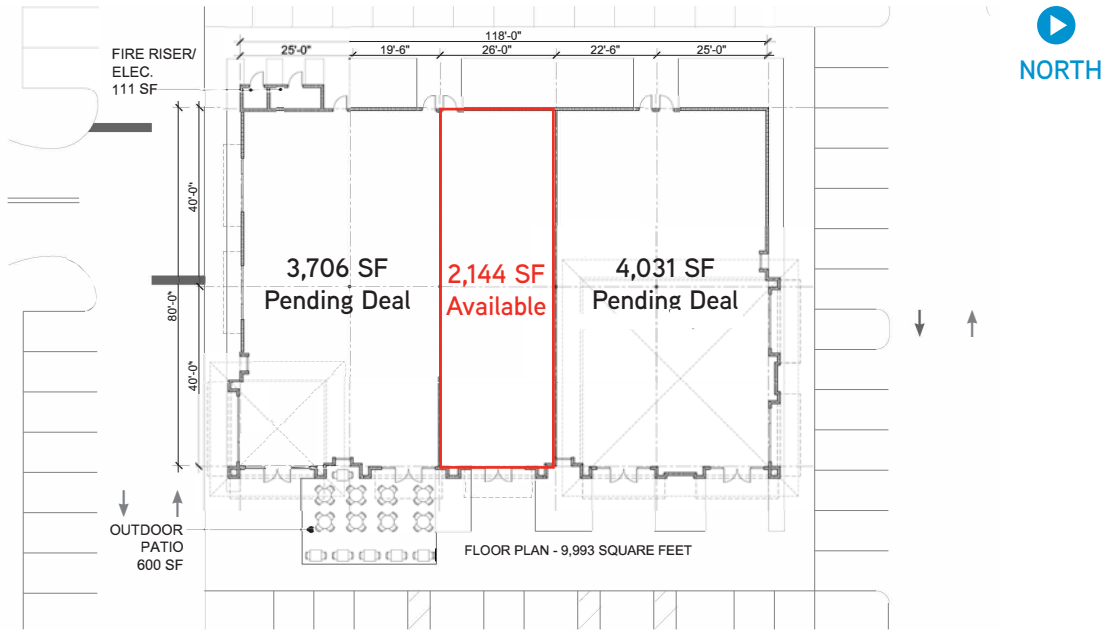 118'-0"
25'-0"
19'-6"
26'-0"
22'-6"
25'-0"
NORTH
FIRE RISER/
ELEC.
111 SF
40'-0"
80'-0"
40'-0"
3,706 SF
Pending Deal
2,144 SF
Available
4,031 SF
Pending Deal
OUTDOOR
PATIO
600 SF
FLOOR PLAN - 9,993 SQUARE FEET